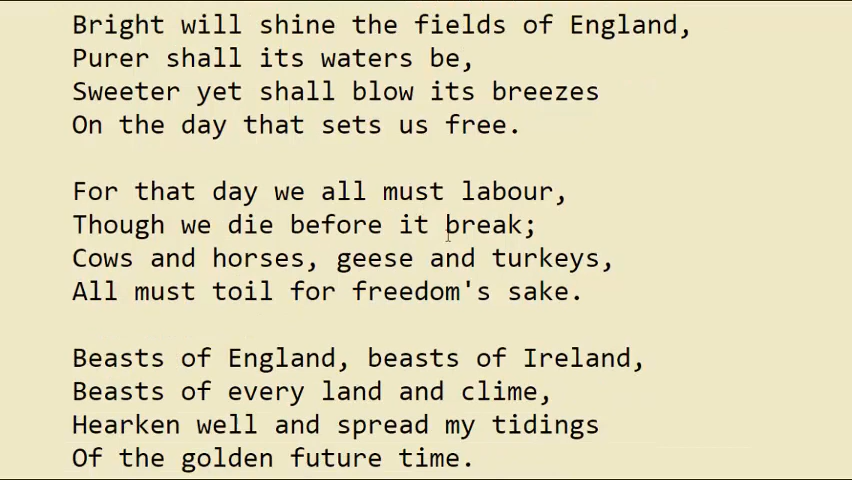 Bright will shine the fields of England,
Purer shall its waters be,
Sweeter yet shall blow its breezes
On the day that sets us free.

For that day we all must labour,
Though we die before it break;
Cows and horses, geese and turkeys,
All must toil for freedom's sake.

Beasts of England, beasts of Ireland,
Beasts of every land and clime,
Hearken well and spread my tidings
Of the golden future time.